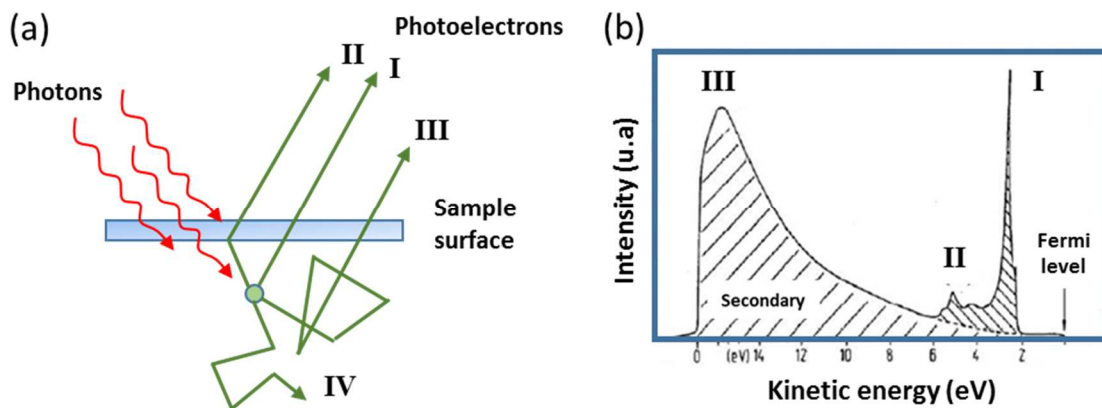 (a)
Photoelectrons
II
I
Photons
III
Sample
surface
IV
(b)
III
I
II
Fermi
level
Secondary
Intensity (u.a)
0 (eV) 14 12 10 8 6 4 2
Kinetic energy (eV)